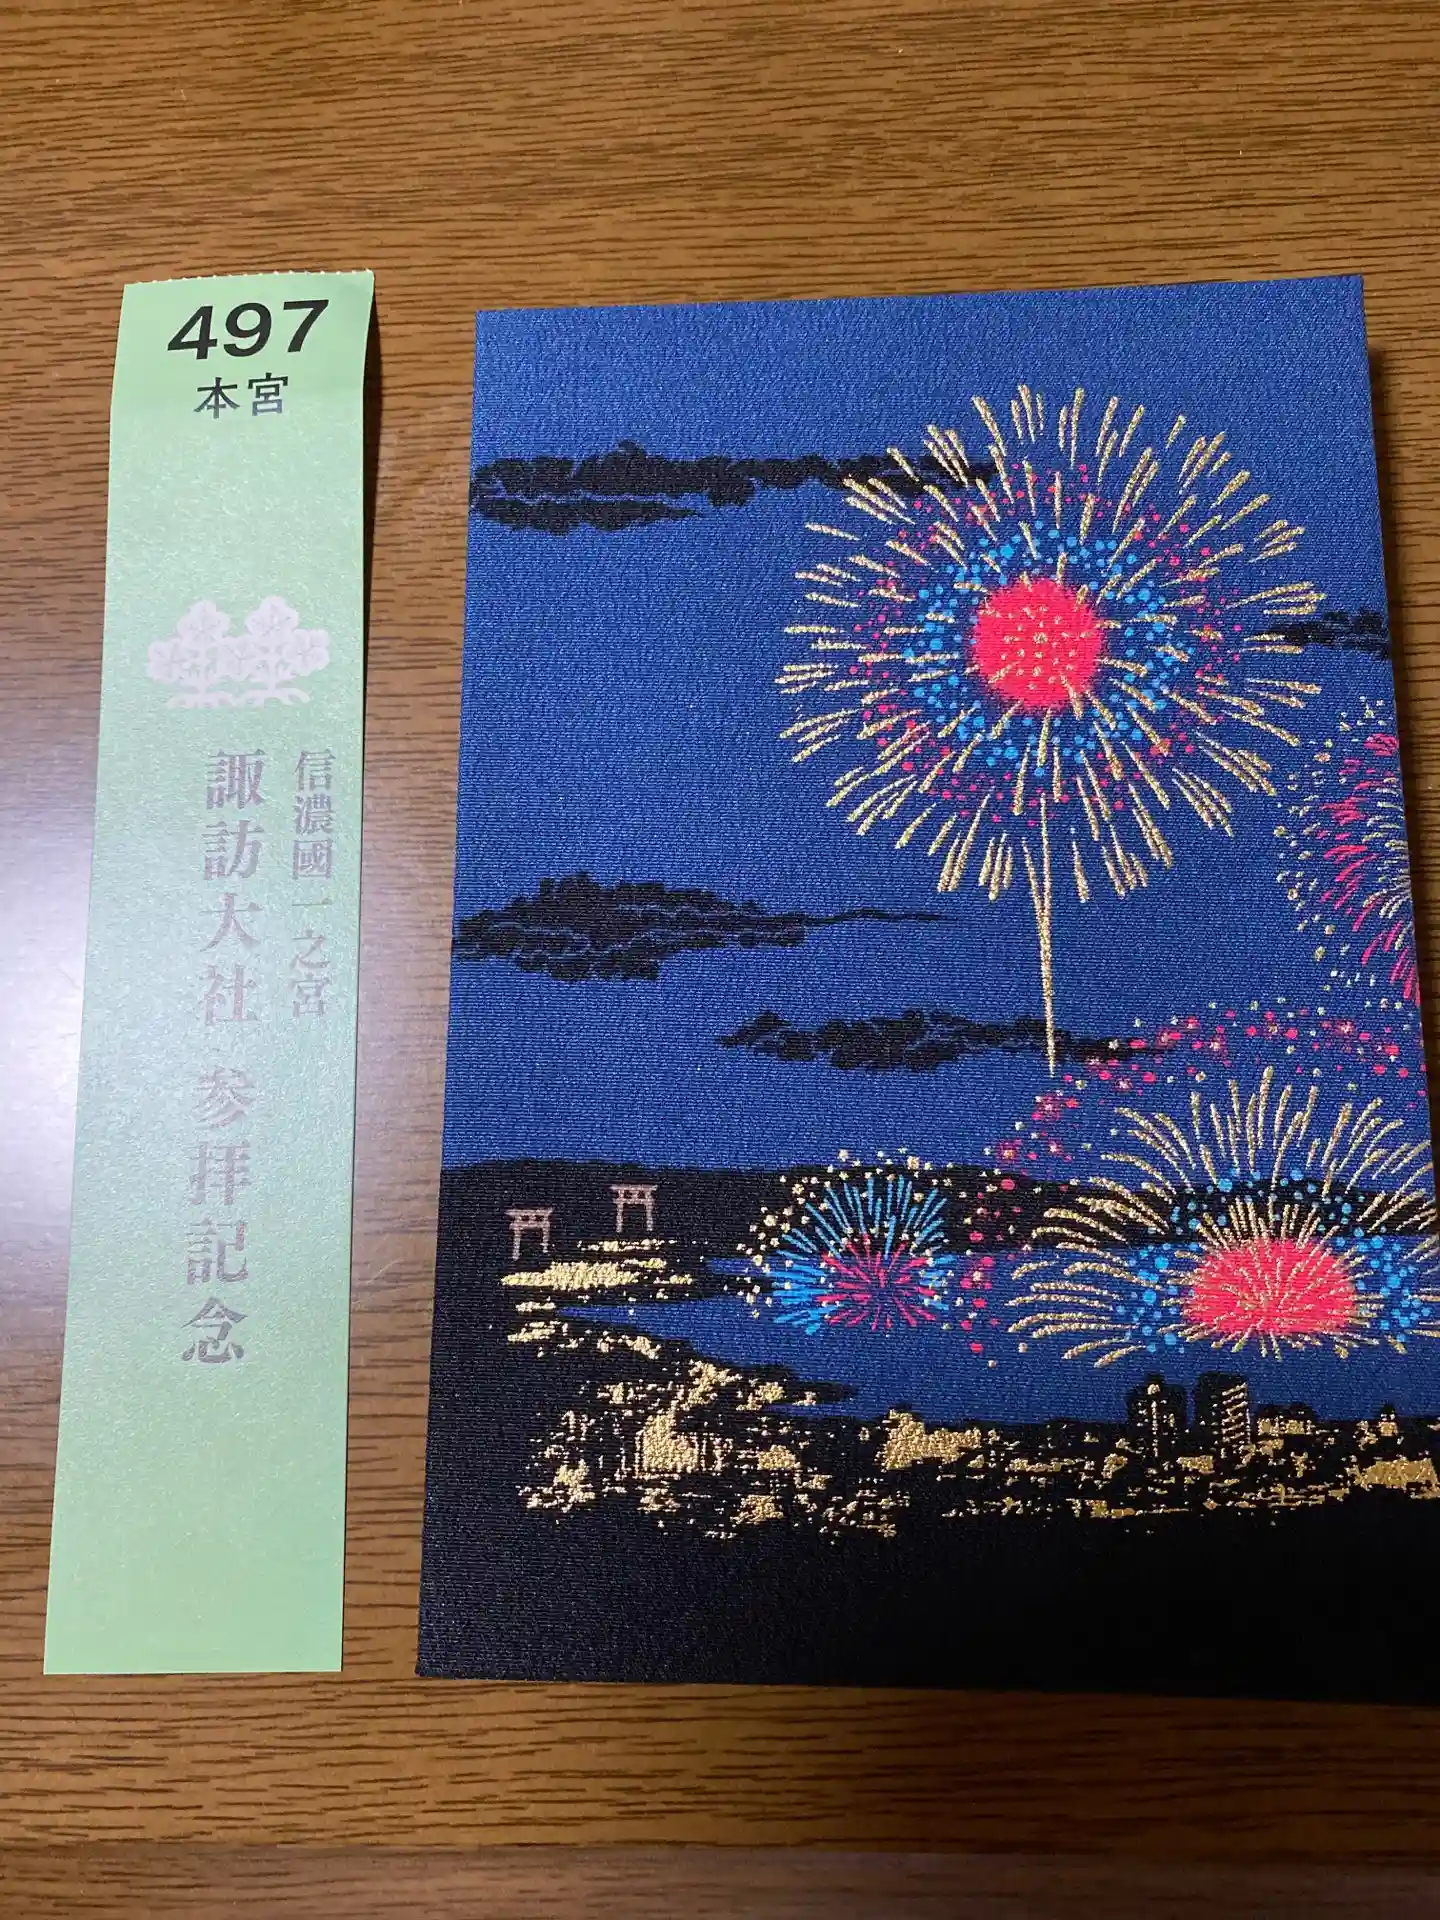 497
本宮
信濃國一之宮
諏訪大社 参拝記念